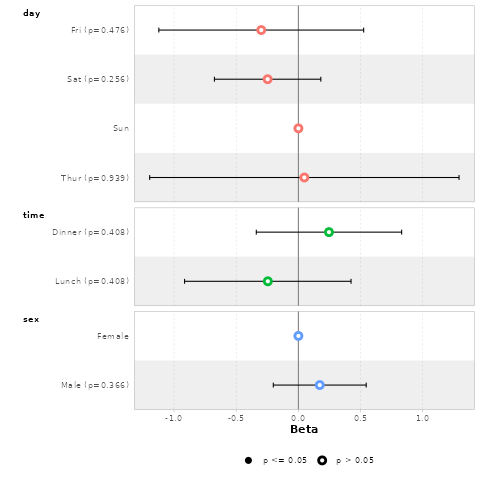 day
Fri (p=0.476)
Sat (p=0.256)
Sun
Thur (p=0.939)
time
Dinner (p=0.408)
Lunch (p=0.408)
sex
Female
Male (p=0.366)
-1.0 -0.5 0.0 0.5 1.0
Beta
p <= 0.05 p > 0.05